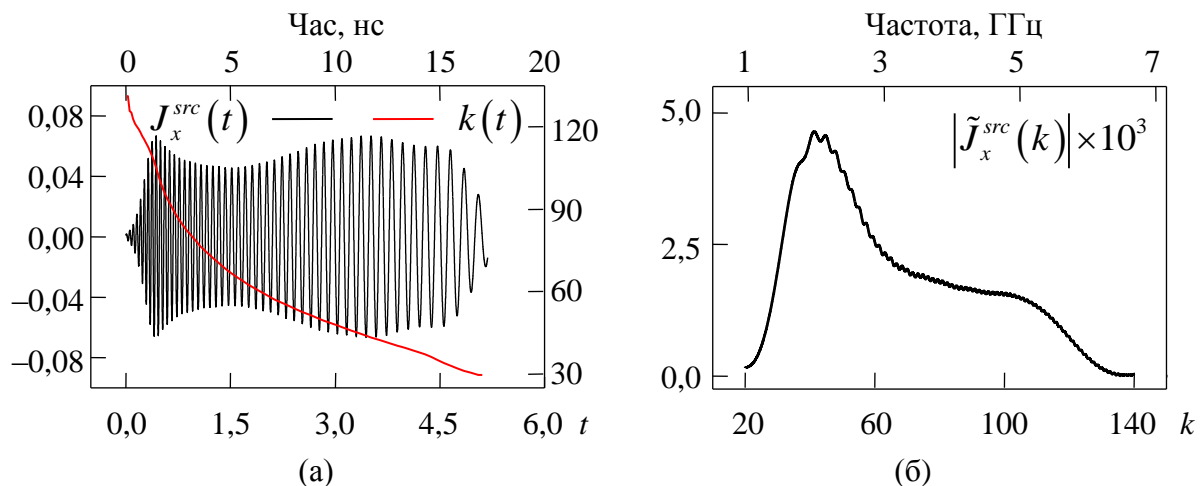 Час, нс
0 5 10 15 20
0,08
0,04
0,00
–0,04
–0,08
J_x^{src}(t) k(t)
120
90
60
30
0,0 1,5 3,0 4,5 6,0 t
(а)
Частота, ГГц
1 3 5 7
5,0
2,5
0,0
|J̃_x^{src}(k)|×10³
20 60 100 140 k
(б)